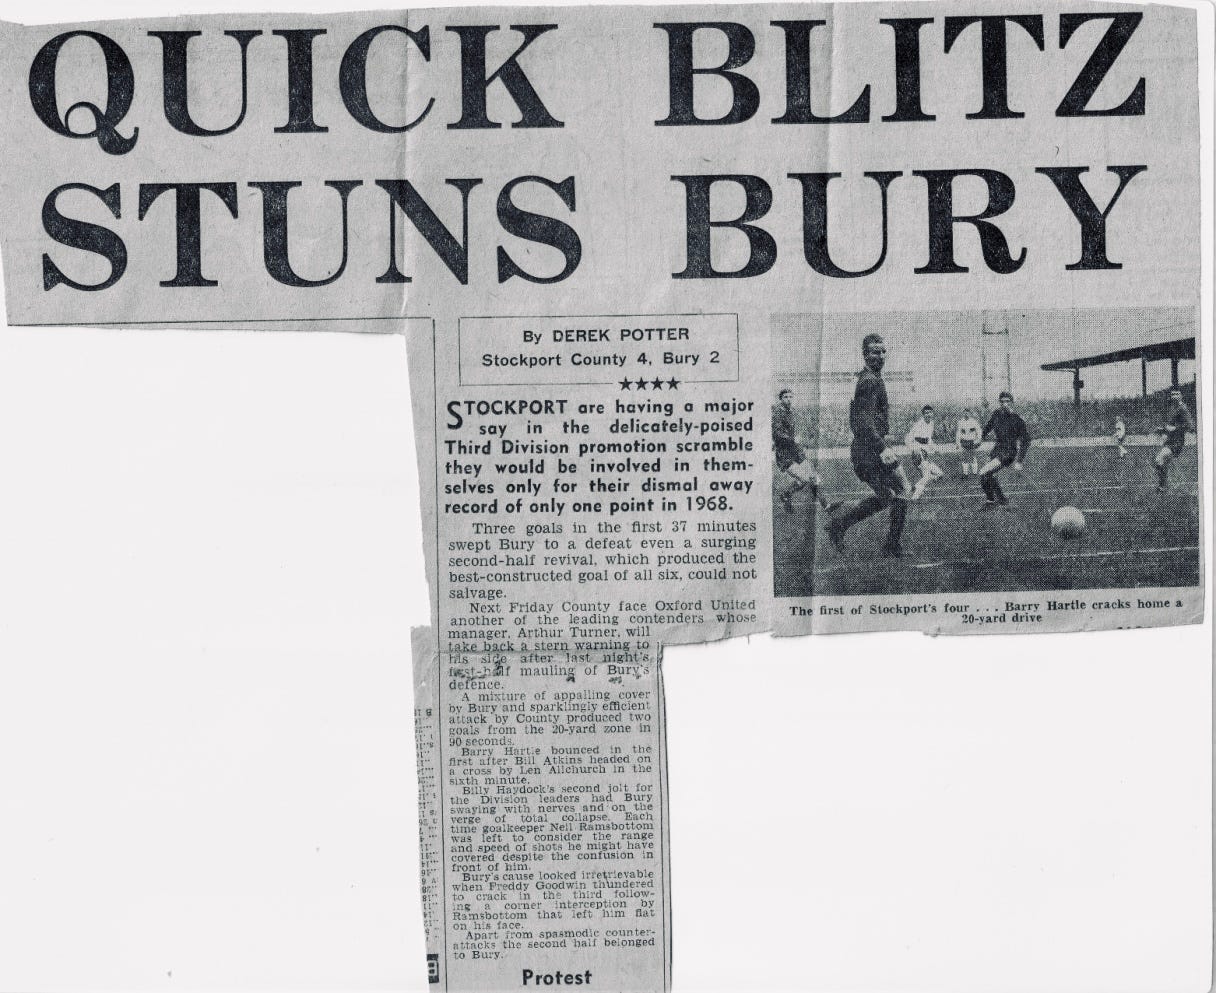 QUICK BLITZ
STUNS BURY
By DEREK POTTER
Stockport County 4, Bury 2
★★★★
STOCKPORT are having a major
say in the delicately-poised
Third Division promotion scramble
they would be involved in them-
selves only for their dismal away
record of only one point in 1968.
Three goals in the first 37 minutes
swept Bury to a defeat even a surging
second-half revival, which produced the
best-constructed goal of all six, could not
salvage.
Next Friday County face Oxford United
another of the leading contenders whose
manager, Arthur Turner, will
take back a stern warning to
his side after last night's
first-half mauling of Bury's
defence.
A mixture of appalling cover
by Bury and sparklingly efficient
attack by County produced two
goals from the 20-yard zone in
90 seconds.
Barry Hartle bounced in the
first after Bill Atkins headed on
a cross by Len Allchurch in the
sixth minute.
Billy Haydock's second jolt for
the Division leaders had Bury
swaying with nerves and on the
verge of total collapse. Each
time goalkeeper Neil Ramsbottom
was left to consider the range
and speed of shots he might have
covered despite the confusion in
front of him.
Bury's cause looked irretrievable
when Freddy Goodwin thundered
to crack in the third follow-
ing a corner interception by
Ramsbottom that left him flat
on his face.
Apart from spasmodic counter-
attacks the second half belonged
to Bury.
Protest
The first of Stockport's four . . . Barry Hartle cracks home a
20-yard drive